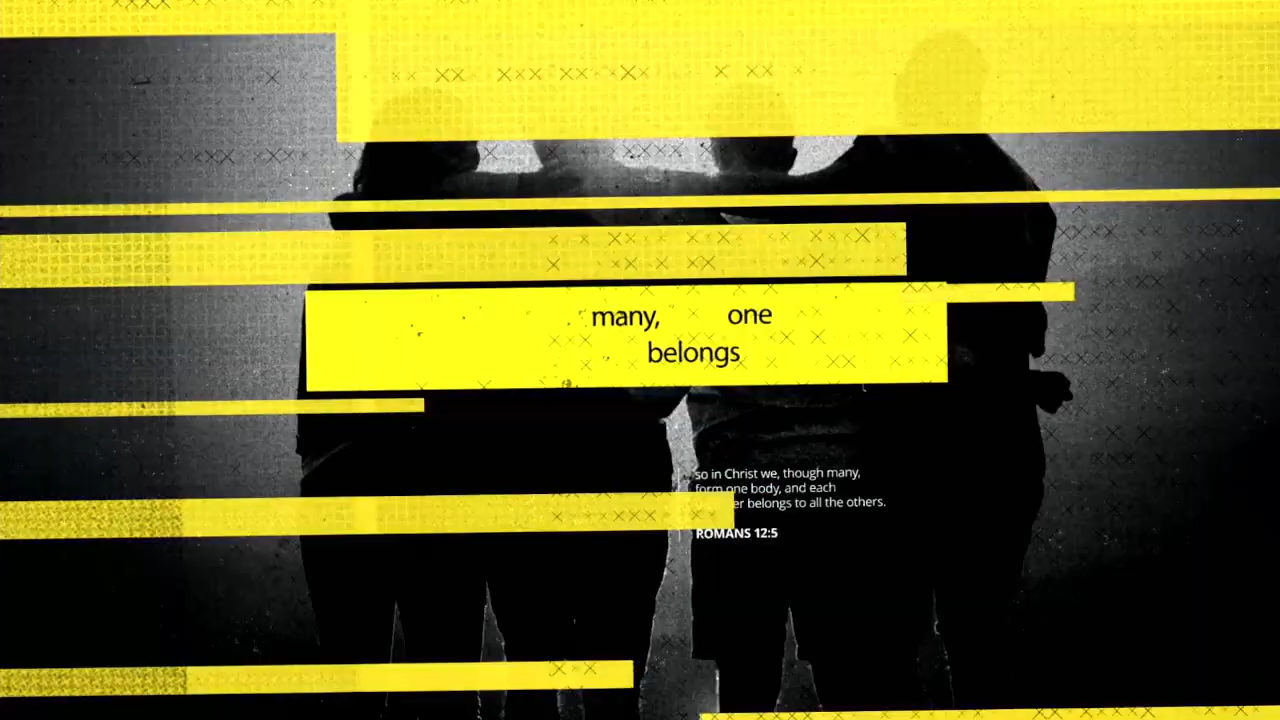 many, one
belongs
so in Christ we, though many,
form one body, and each
er belongs to all the others.
ROMANS 12:5